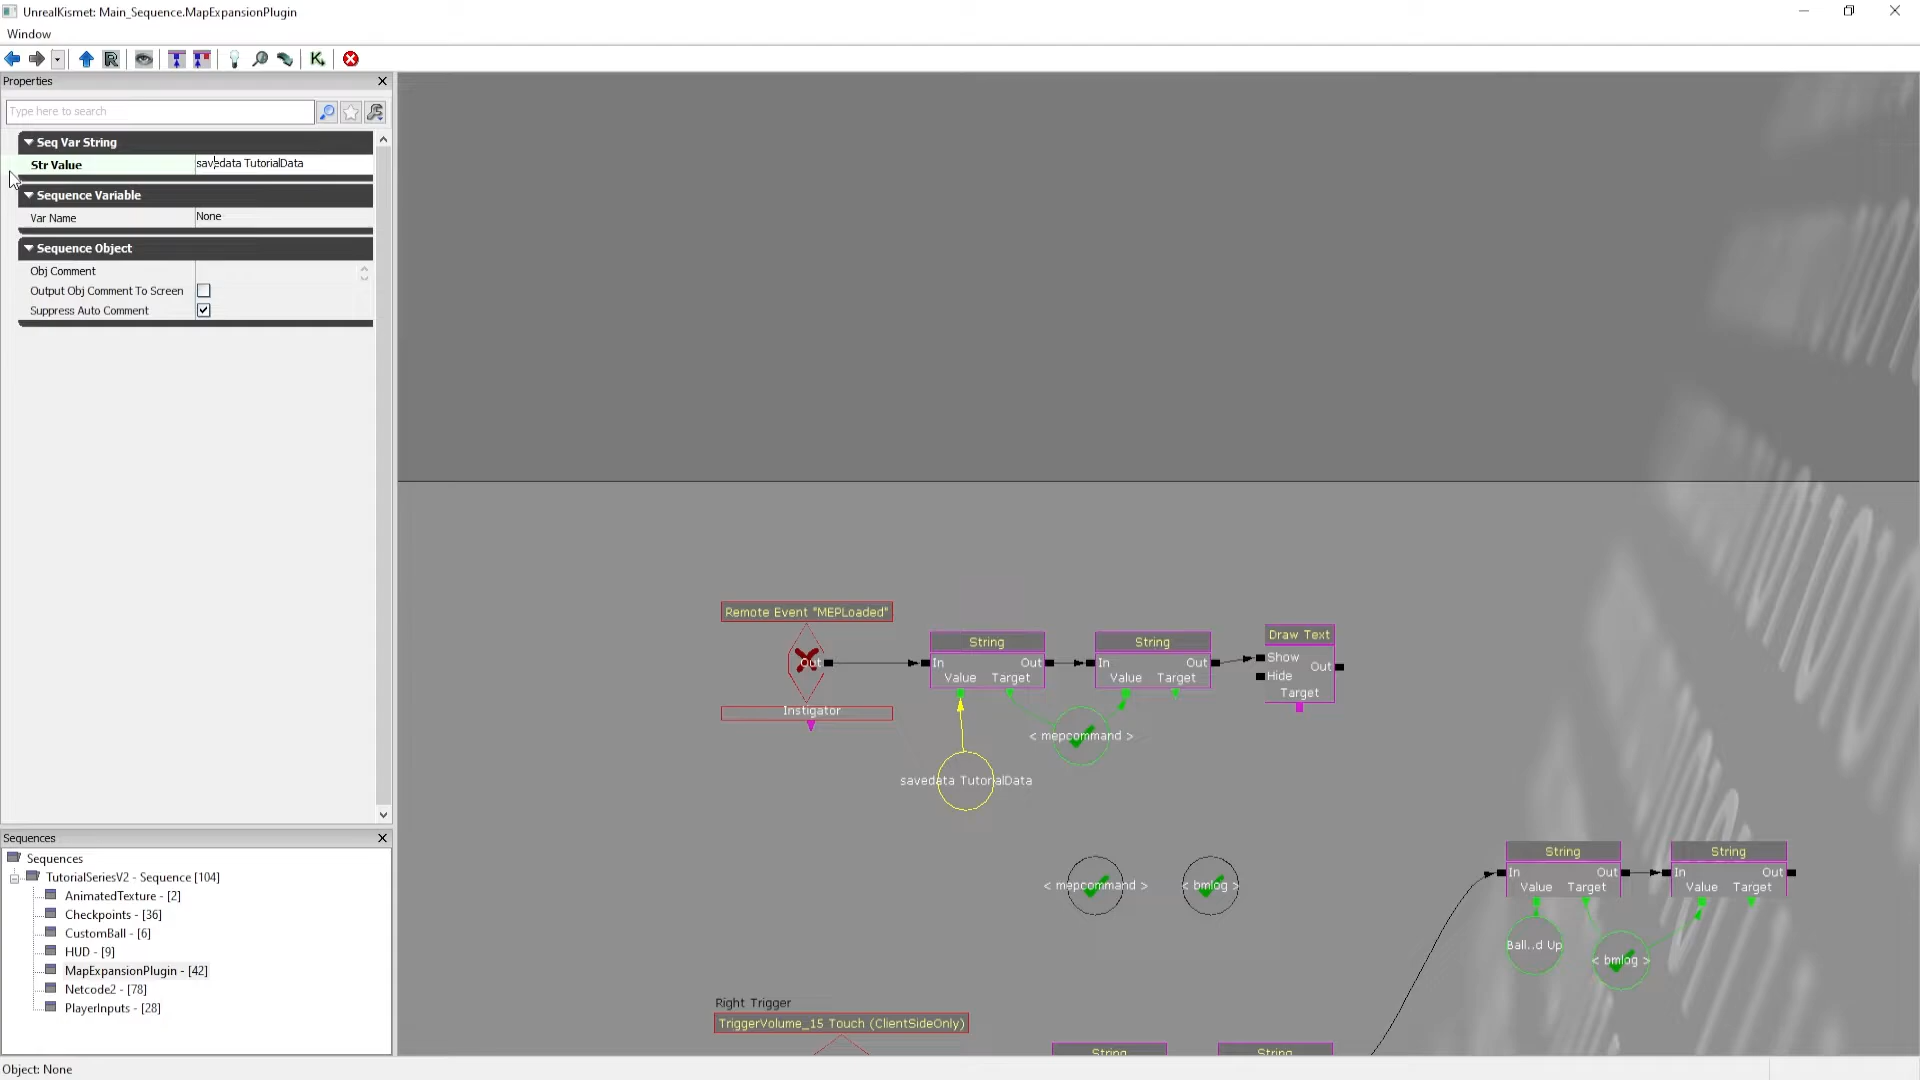 UnrealKismet: Main_Sequence.MapExpansionPlugin
Window
Properties
Type here to search
Seq Var String
Str Value
savedata TutorialData
Sequence Variable
Var Name
None
Sequence Object
Obj Comment
Output Obj Comment To Screen
Suppress Auto Comment
Sequences
Sequences
TutorialSeriesV2 - Sequence [104]
AnimatedTexture - [2]
Checkpoints - [36]
CustomBall - [6]
HUD - [9]
MapExpansionPlugin - [42]
Netcode2 - [78]
PlayerInputs - [28]
Object: None
Remote Event "MEPLoaded"
Out
Instigator
String
In Out
Value Target
String
In Out
Value Target
Draw Text
Show
Out
Hide
Target
< mepcommand >
savedata TutorialData
< mepcommand >
< bmlog >
String
In Out
Value Target
String
In Out
Value Target
Ball..d Up
< bmlog >
Right Trigger
TriggerVolume_15 Touch (ClientSideOnly)
String
String